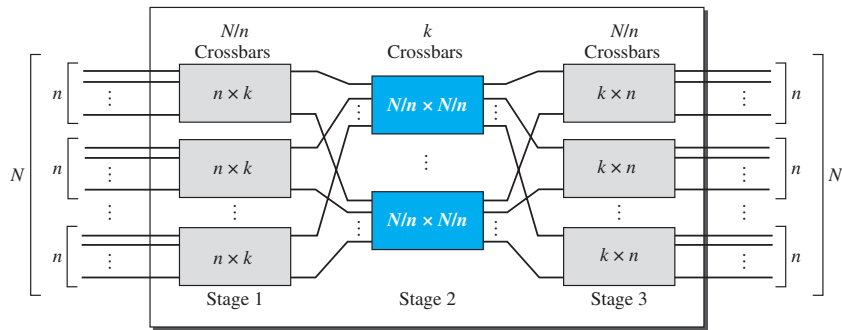 N/n k N/n
Crossbars Crossbars Crossbars
n n × k N/n × N/n k × n n
⋮ ⋮ ⋮ ⋮
N n n × k ⋮ k × n n N
⋮ ⋮
⋮ ⋮ N/n × N/n ⋮ ⋮
⋮ ⋮
n n × k k × n n
⋮ ⋮
Stage 1 Stage 2 Stage 3